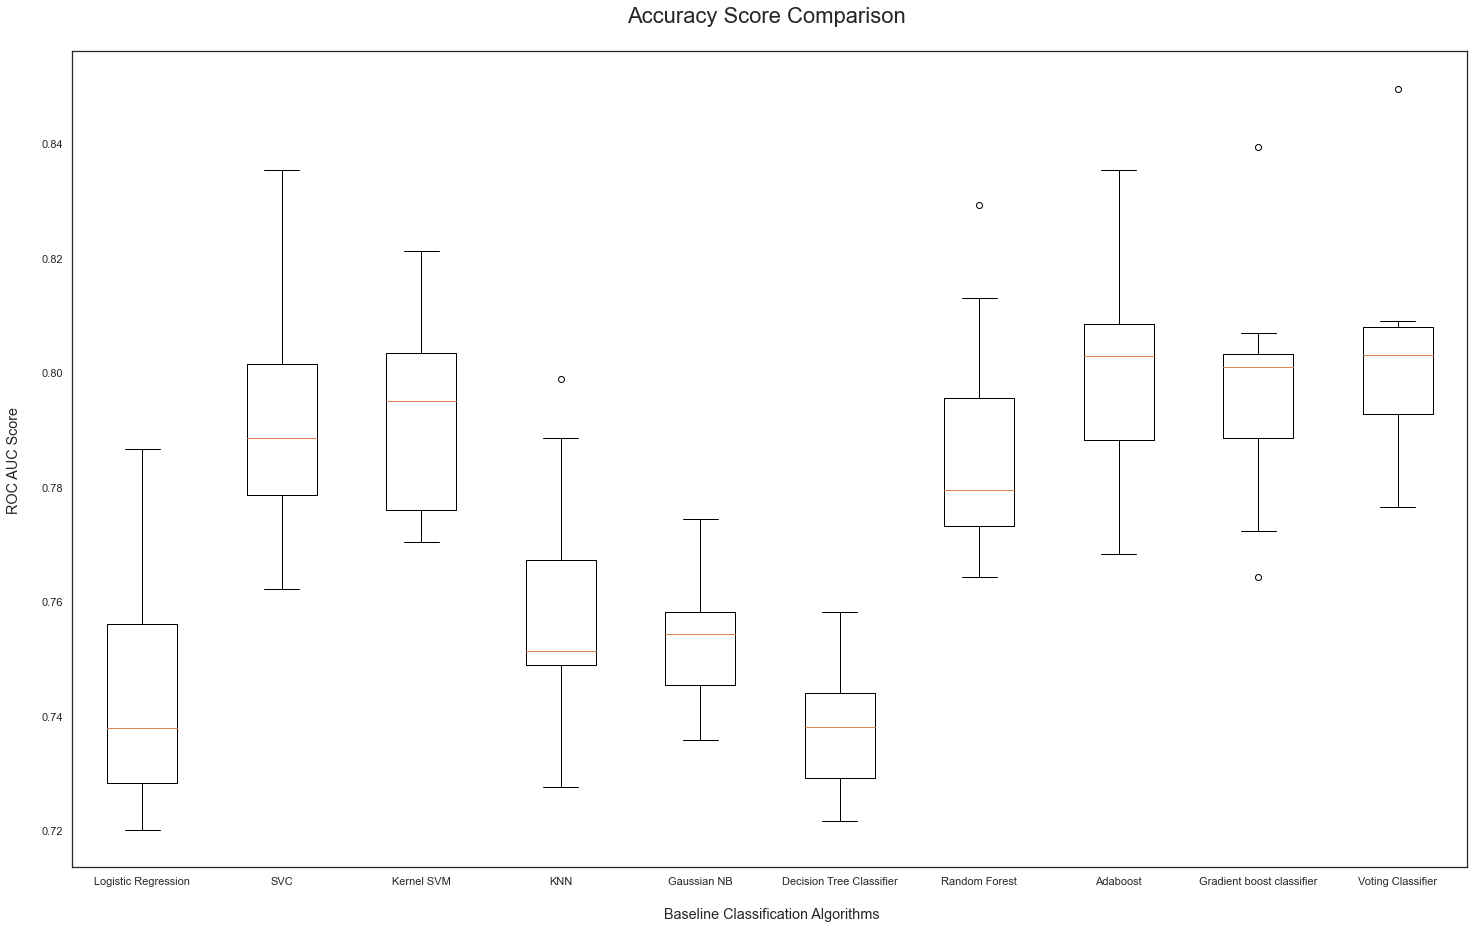 Accuracy Score Comparison
ROC AUC Score
0.84
0.82
0.80
0.78
0.76
0.74
0.72
Logistic Regression
SVC
Kernel SVM
KNN
Gaussian NB
Decision Tree Classifier
Random Forest
Adaboost
Gradient boost classifier
Voting Classifier
Baseline Classification Algorithms